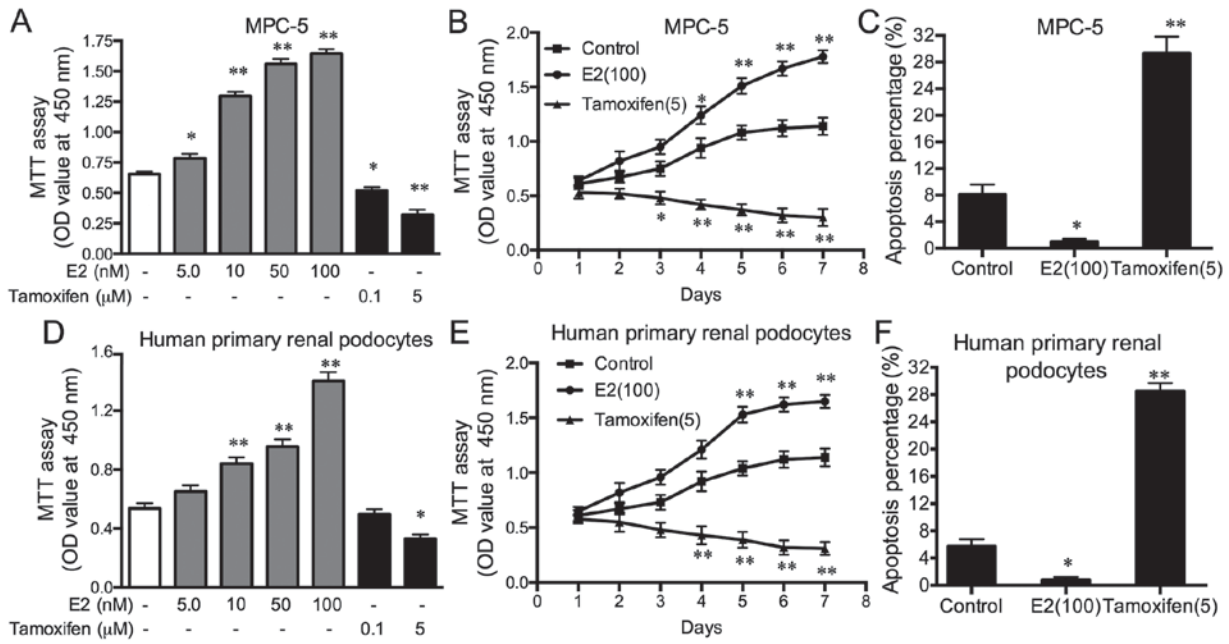 A
MPC-5
MTT assay
(OD value at 450 nm)
1.75
1.50
1.25
1.00
0.75
0.50
0.25
0.00
*
**
**
**
*
**
E2 (nM) - 5.0 10 50 100 - -
Tamoxifen (μM) - - - - - 0.1 5
B
MPC-5
MTT assay
(OD value at 450 nm)
2.0
1.5
1.0
0.5
0.0
Control
E2(100)
Tamoxifen(5)
*
**
**
**
*
**
**
**
**
0 1 2 3 4 5 6 7 8
Days
C
MPC-5
Apoptosis percentage (%)
32
28
24
20
16
12
8
4
0
*
**
Control E2(100) Tamoxifen(5)
D
Human primary renal podocytes
MTT assay
(OD value at 450 nm)
1.6
1.2
0.8
0.4
0.0
**
**
**
*
E2 (nM) - 5.0 10 50 100 - -
Tamoxifen (μM) - - - - - 0.1 5
E
Human primary renal podocytes
MTT assay
(OD value at 450 nm)
2.0
1.5
1.0
0.5
0.0
Control
E2(100)
Tamoxifen(5)
**
**
**
**
**
**
**
0 1 2 3 4 5 6 7 8
Days
F
Human primary renal
podocytes
Apoptosis percentage (%)
32
28
24
20
16
12
8
4
0
*
**
Control E2(100) Tamoxifen(5)